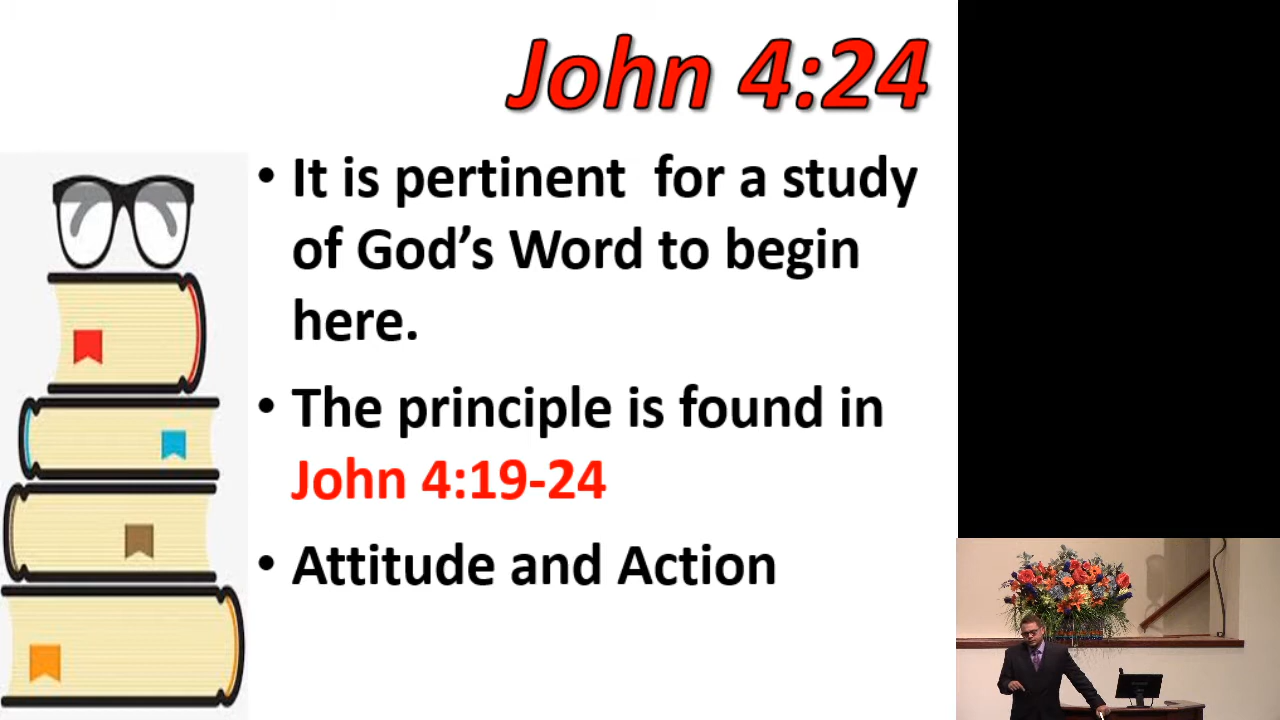 John 4:24
• It is pertinent  for a study
of God’s Word to begin
here.
• The principle is found in
John 4:19-24
• Attitude and Action